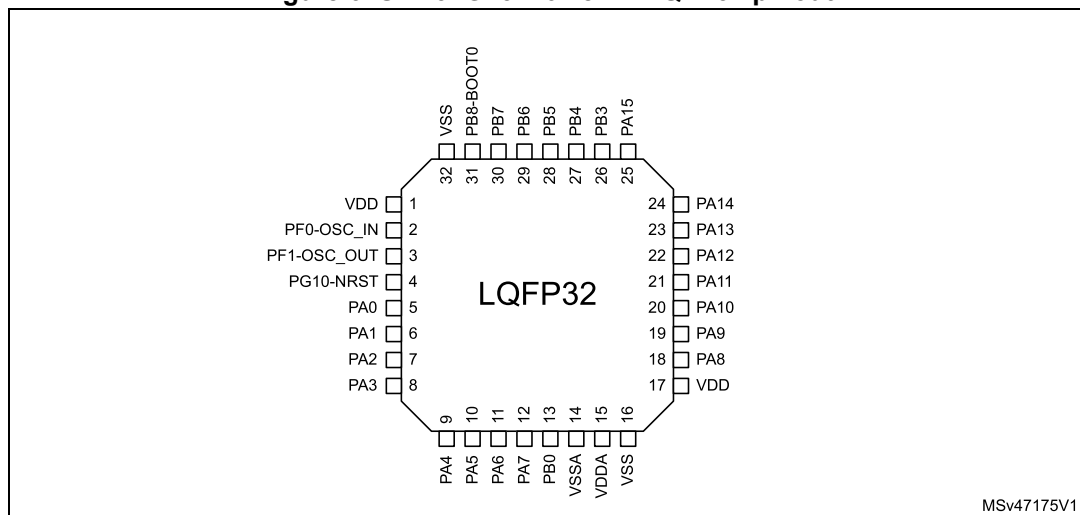 VSS
PB8-BOOT0
PB7
PB6
PB5
PB4
PB3
PA15
32
31
30
29
28
27
26
25
VDD 1
PF0-OSC_IN 2
PF1-OSC_OUT 3
PG10-NRST 4
PA0 5
PA1 6
PA2 7
PA3 8
LQFP32
24 PA14
23 PA13
22 PA12
21 PA11
20 PA10
19 PA9
18 PA8
17 VDD
9
10
11
12
13
14
15
16
PA4
PA5
PA6
PA7
PB0
VSSA
VDDA
VSS
MSv47175V1